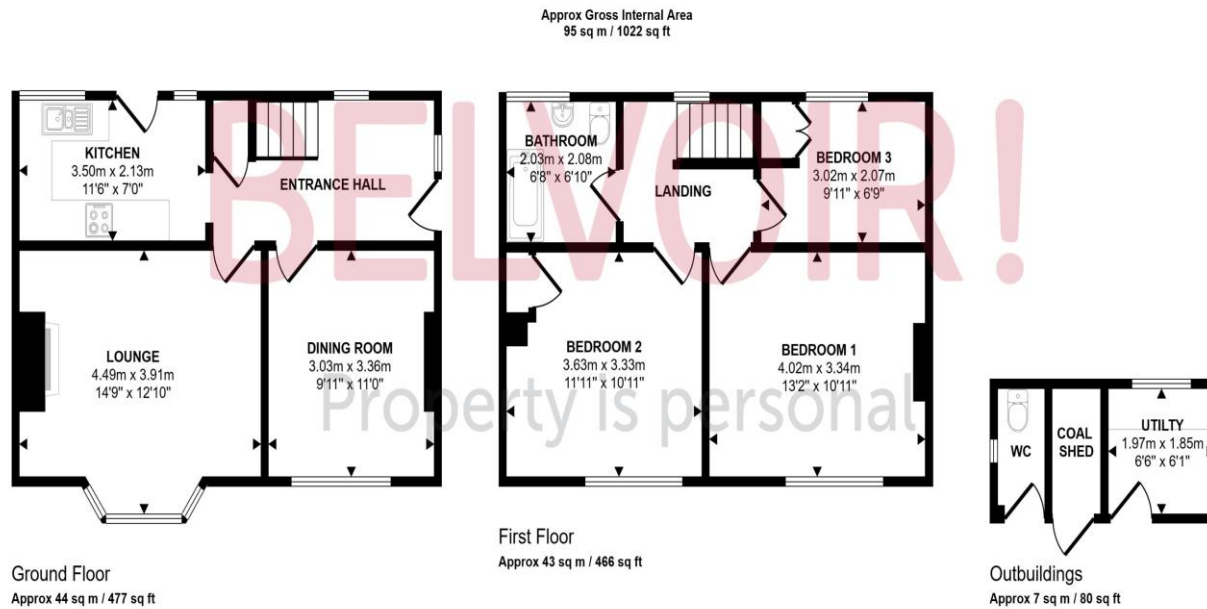 Approx Gross Internal Area
95 sq m / 1022 sq ft
BELVOIR!
Property is personal
KITCHEN
3.50m x 2.13m
11'6" x 7'0"
ENTRANCE HALL
LOUNGE
4.49m x 3.91m
14'9" x 12'10"
DINING ROOM
3.03m x 3.36m
9'11" x 11'0"
Ground Floor
Approx 44 sq m / 477 sq ft
BATHROOM
2.03m x 2.08m
6'8" x 6'10"
LANDING
BEDROOM 3
3.02m x 2.07m
9'11" x 6'9"
BEDROOM 2
3.63m x 3.33m
11'11" x 10'11"
BEDROOM 1
4.02m x 3.34m
13'2" x 10'11"
First Floor
Approx 43 sq m / 466 sq ft
WC
COAL
SHED
UTILTY
1.97m x 1.85m
6'6" x 6'1"
Outbuildings
Approx 7 sq m / 80 sq ft